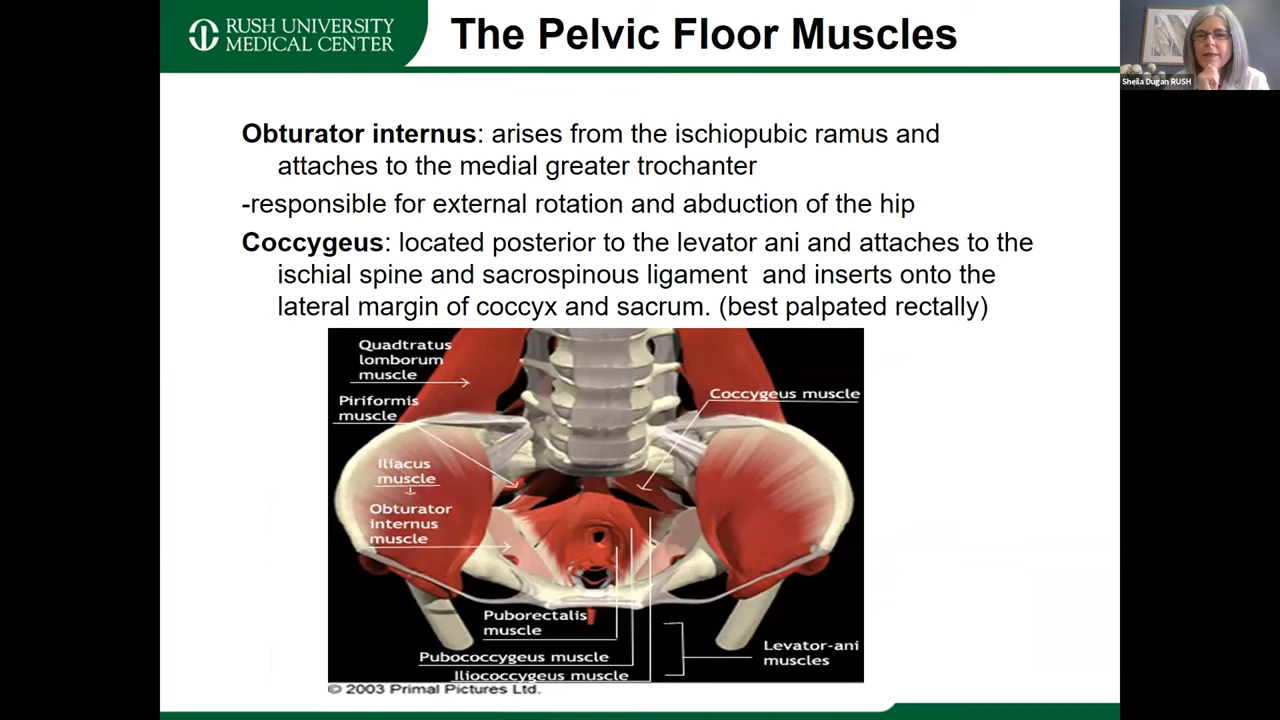 RUSH UNIVERSITY
MEDICAL CENTER
The Pelvic Floor Muscles
Sheila Dugan RUSH
Obturator internus: arises from the ischiopubic ramus and
attaches to the medial greater trochanter
-responsible for external rotation and abduction of the hip
Coccygeus: located posterior to the levator ani and attaches to the
ischial spine and sacrospinous ligament and inserts onto the
lateral margin of coccyx and sacrum. (best palpated rectally)
Quadratus
lomborum
muscle
Piriformis
muscle
Coccygeus muscle
Iliacus
muscle
Obturator
internus
muscle
Puborectalis
muscle
Pubococcygeus muscle
Iliococcygeus muscle
Levator-ani
muscles
© 2003 Primal Pictures Ltd.